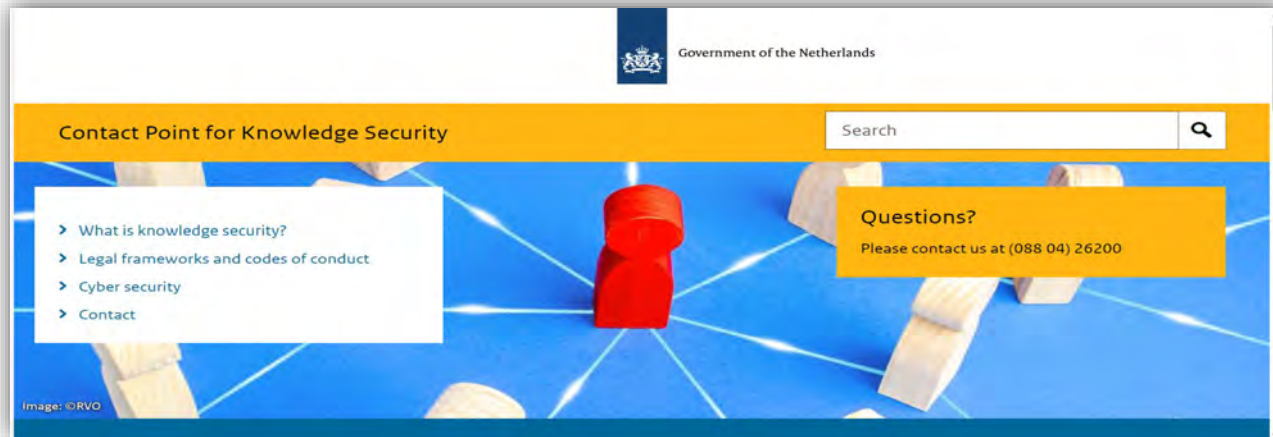 Government of the Netherlands
Contact Point for Knowledge Security
Search
What is knowledge security?
Legal frameworks and codes of conduct
Cyber security
Contact
Questions?
Please contact us at (088 04) 26200
Image: ©RVO